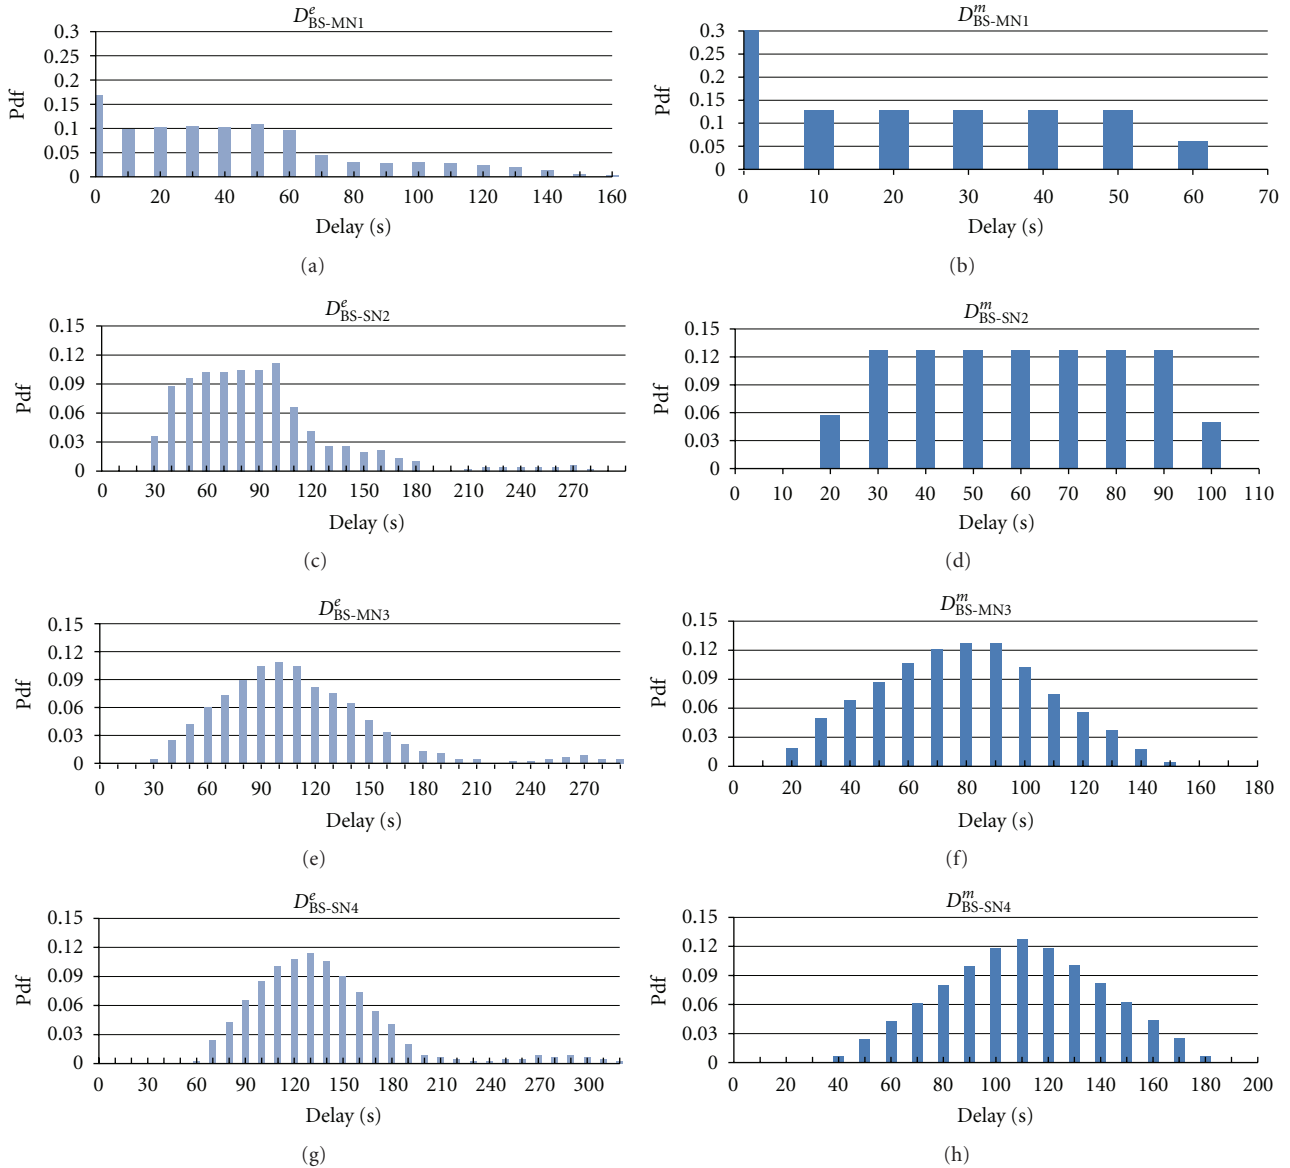 D^e_BS-MN1
0.3
0.25
0.2
0.15
0.1
0.05
0
Pdf
0 20 40 60 80 100 120 140 160
Delay (s)
(a)
D^m_BS-MN1
0.3
0.25
0.2
0.15
0.1
0.05
0
Pdf
0 10 20 30 40 50 60 70
Delay (s)
(b)
D^e_BS-SN2
0.15
0.12
0.09
0.06
0.03
0
Pdf
0 30 60 90 120 150 180 210 240 270
Delay (s)
(c)
D^m_BS-SN2
0.15
0.12
0.09
0.06
0.03
0
Pdf
0 10 20 30 40 50 60 70 80 90 100 110
Delay (s)
(d)
D^e_BS-MN3
0.15
0.12
0.09
0.06
0.03
0
Pdf
0 30 60 90 120 150 180 210 240 270
Delay (s)
(e)
D^m_BS-MN3
0.15
0.12
0.09
0.06
0.03
0
Pdf
0 20 40 60 80 100 120 140 160 180
Delay (s)
(f)
D^e_BS-SN4
0.15
0.12
0.09
0.06
0.03
0
Pdf
0 30 60 90 120 150 180 210 240 270 300
Delay (s)
(g)
D^m_BS-SN4
0.15
0.12
0.09
0.06
0.03
0
Pdf
0 20 40 60 80 100 120 140 160 180 200
Delay (s)
(h)